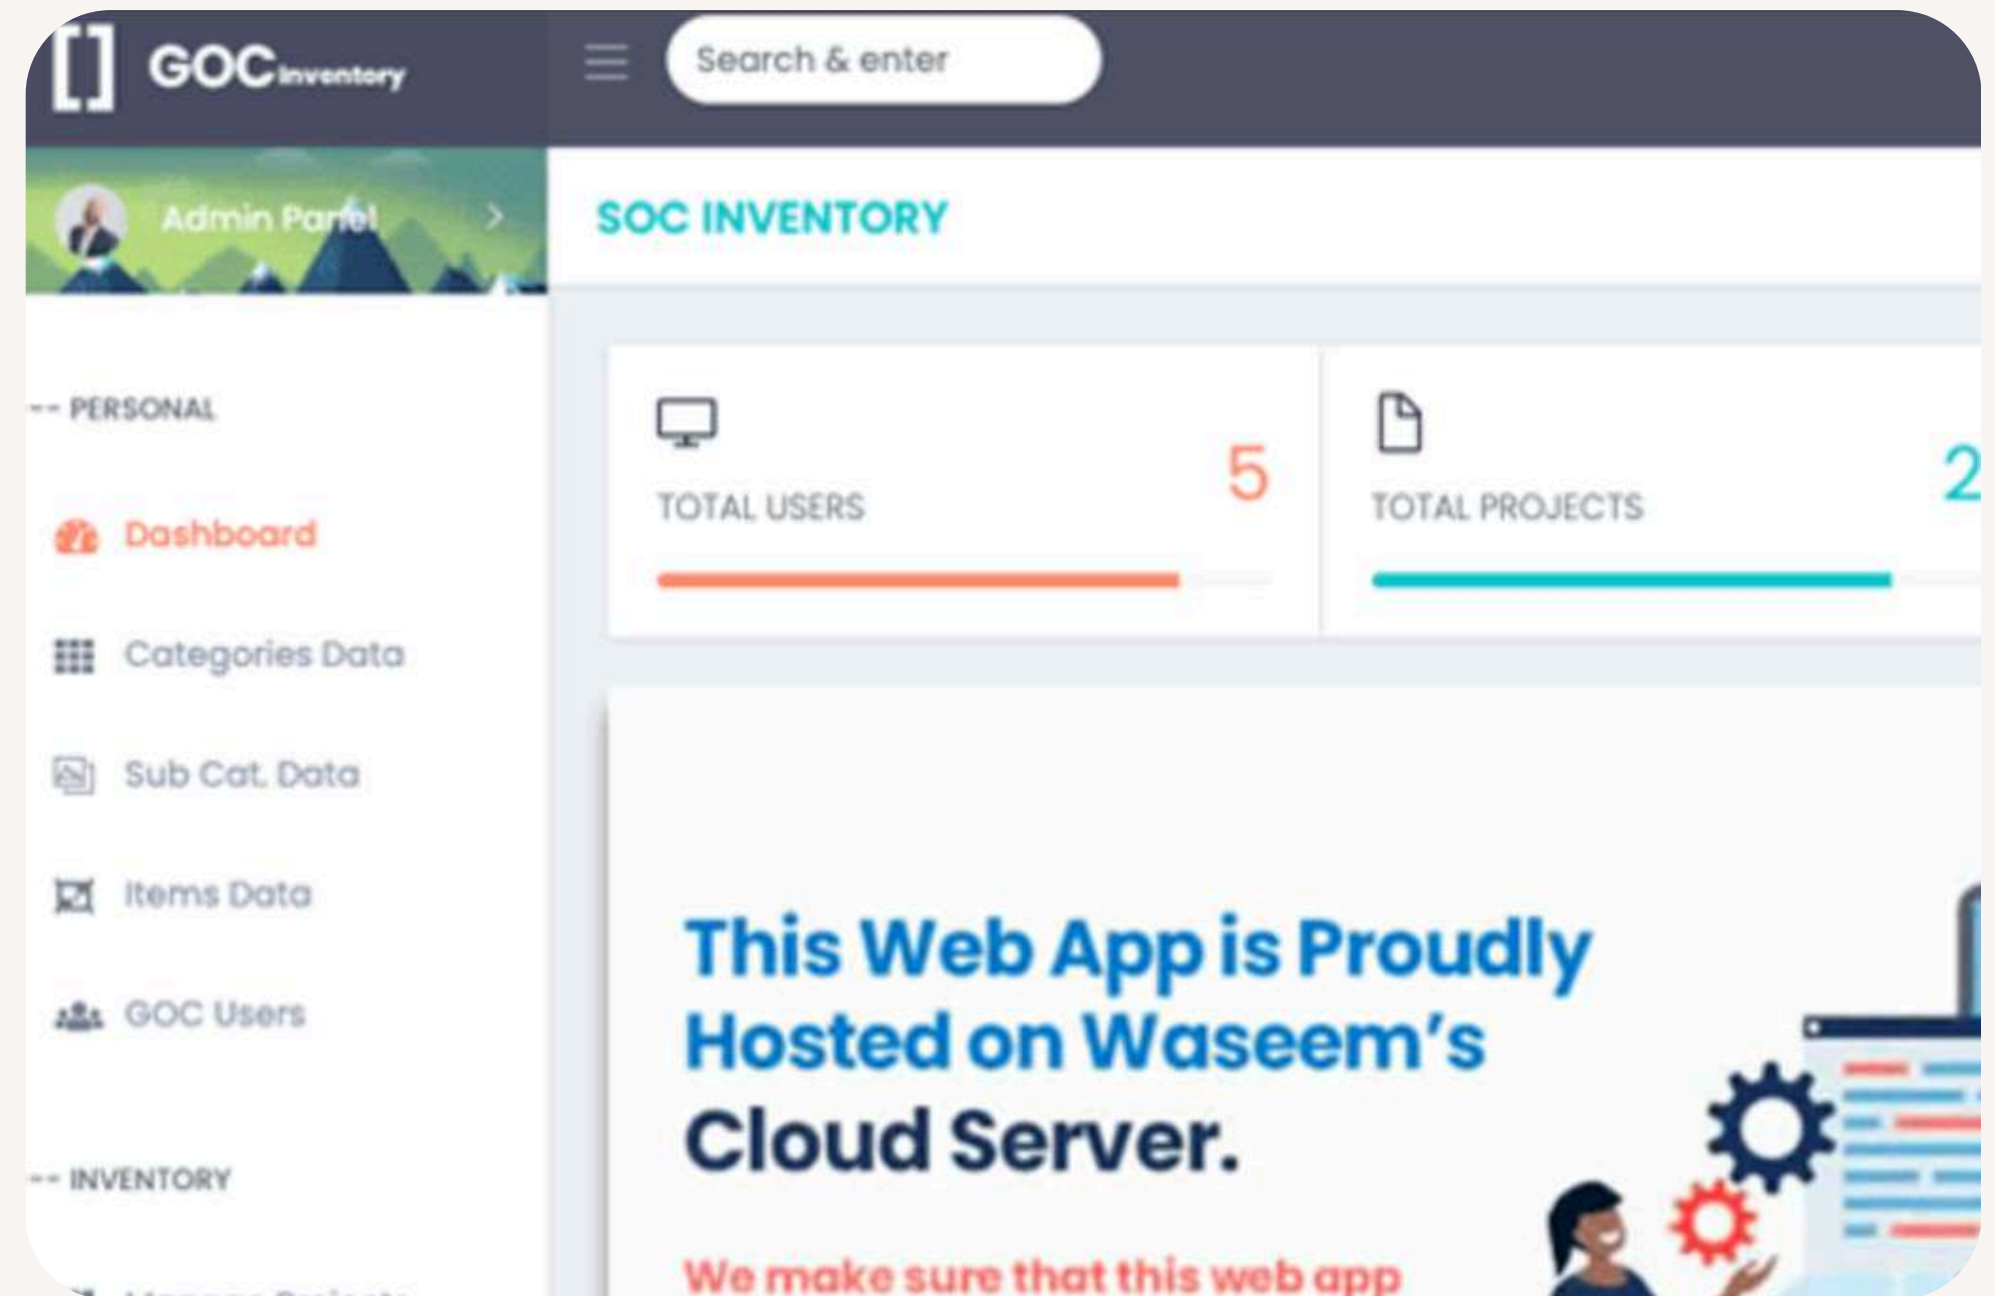 [] GOC Inventory
Search & enter
Admin Panel
SOC INVENTORY
-- PERSONAL
Dashboard
Categories Data
Sub Cat. Data
Items Data
GOC Users
-- INVENTORY
TOTAL USERS
5
TOTAL PROJECTS
2
This Web App is Proudly
Hosted on Waseem’s
Cloud Server.
We make sure that this web app